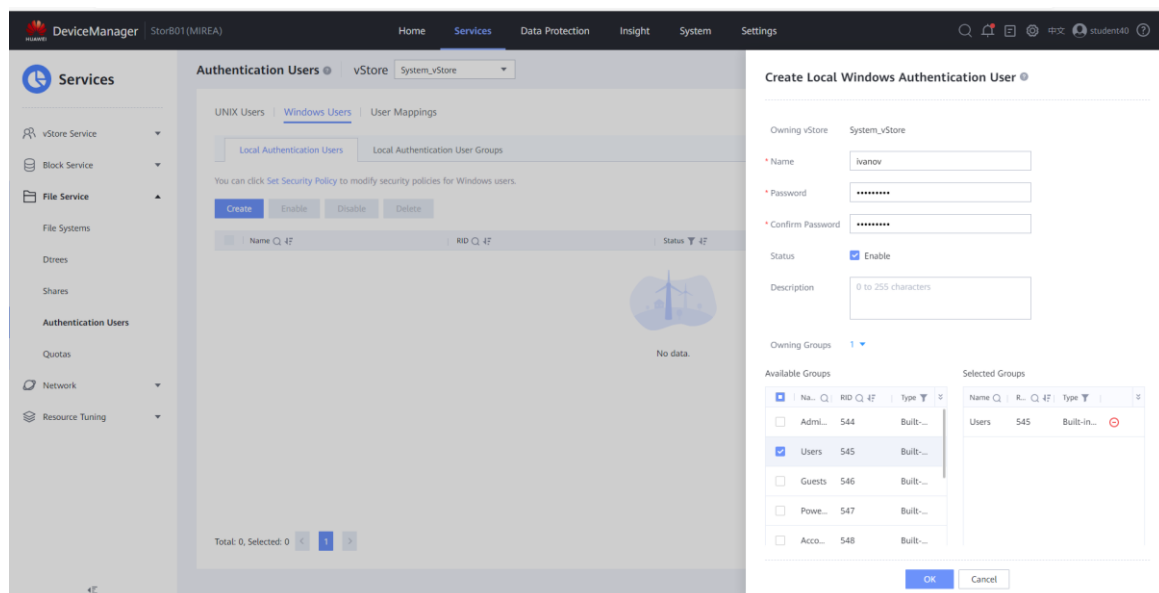 HUAWEI DeviceManager StorB01(MIREA) Home Services Data Protection Insight System Settings 中文 student40
Services
Authentication Users vStore System_vStore
UNIX Users Windows Users User Mappings
Local Authentication Users Local Authentication User Groups
You can click Set Security Policy to modify security policies for Windows users.
Create Enable Disable Delete
Name RID Status
No data.
Total: 0, Selected: 0 < 1 >
vStore Service
Block Service
File Service
File Systems
Dtrees
Shares
Authentication Users
Quotas
Network
Resource Tuning
Create Local Windows Authentication User
Owning vStore System_vStore
* Name ivanov
* Password •••••••••
* Confirm Password •••••••••
Status Enable
Description 0 to 255 characters
Owning Groups 1
Available Groups Selected Groups
Na... RID Type Name R... Type
Admi... 544 Built-...
Users 545 Built-... Users 545 Built-in...
Guests 546 Built-...
Powe... 547 Built-...
Acco... 548 Built-...
OK Cancel